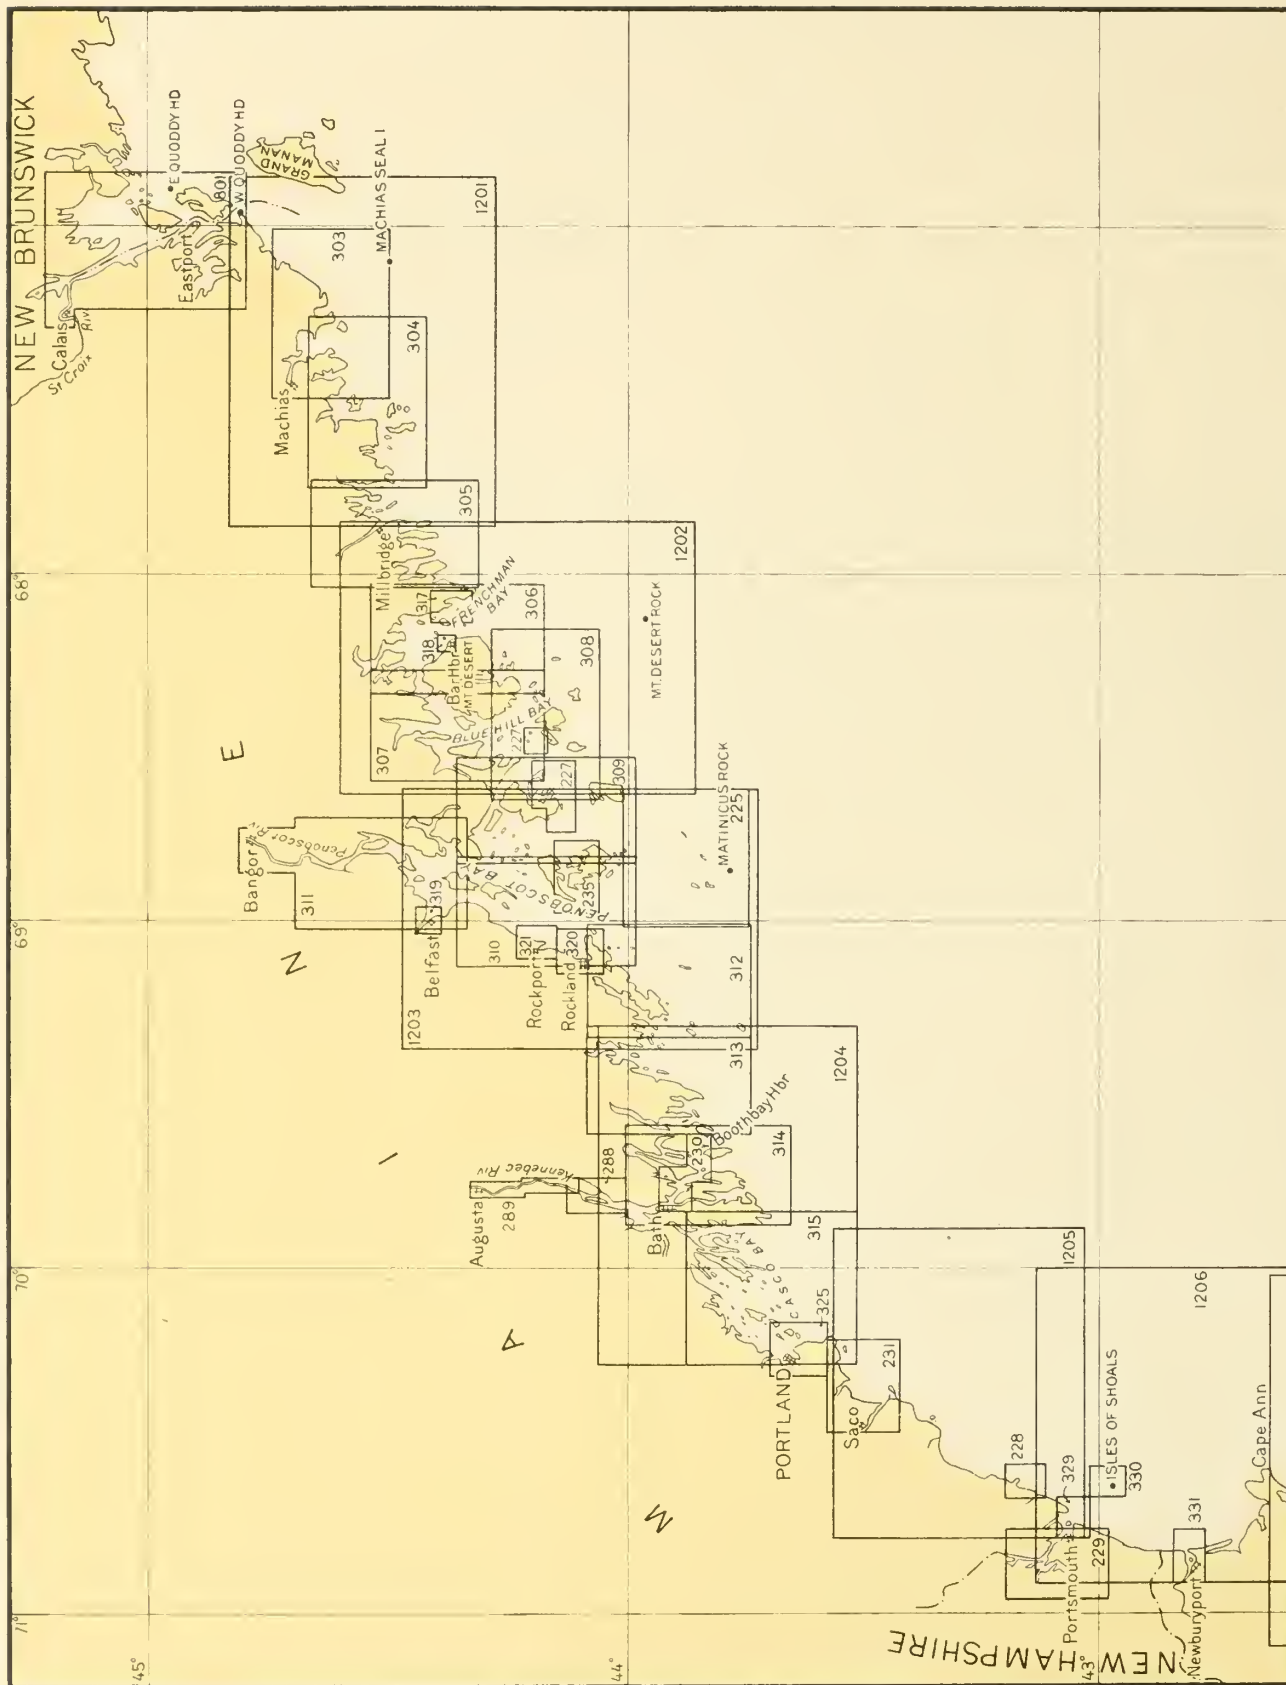 NEW BRUNSWICK
68°
69°
70°
71°
45°
44°
43°
St Croix
Riv
Calais
Eastport
E QUODDY HD
W QUODDY HD
801
GRAND
MANAN
MACHIAS SEAL I
1201
303
304
Machias
305
Millbridge
1202
317
FRENCHMAN
BAY
306
318
Bar Hbr
MT DESERT
308
MT. DESERT ROCK
307
BLUE HILL BAY
227
227
309
Bangor
Penobscot Riv
311
319
Belfast
PENOBSCOT BAY
235
MATINICUS ROCK
225
310
321
Rockport
320
Rockland
312
1203
313
1204
Boothbay Hbr
230
314
288
Kennebec Riv
Augusta
289
Bath
315
CASCO BAY
325
PORTLAND
231
Saco
1205
1206
228
329
ISLES OF SHOALS
330
Cape Ann
331
Portsmouth
229
Newburyport
M A I N E
NEW HAMPSHIRE